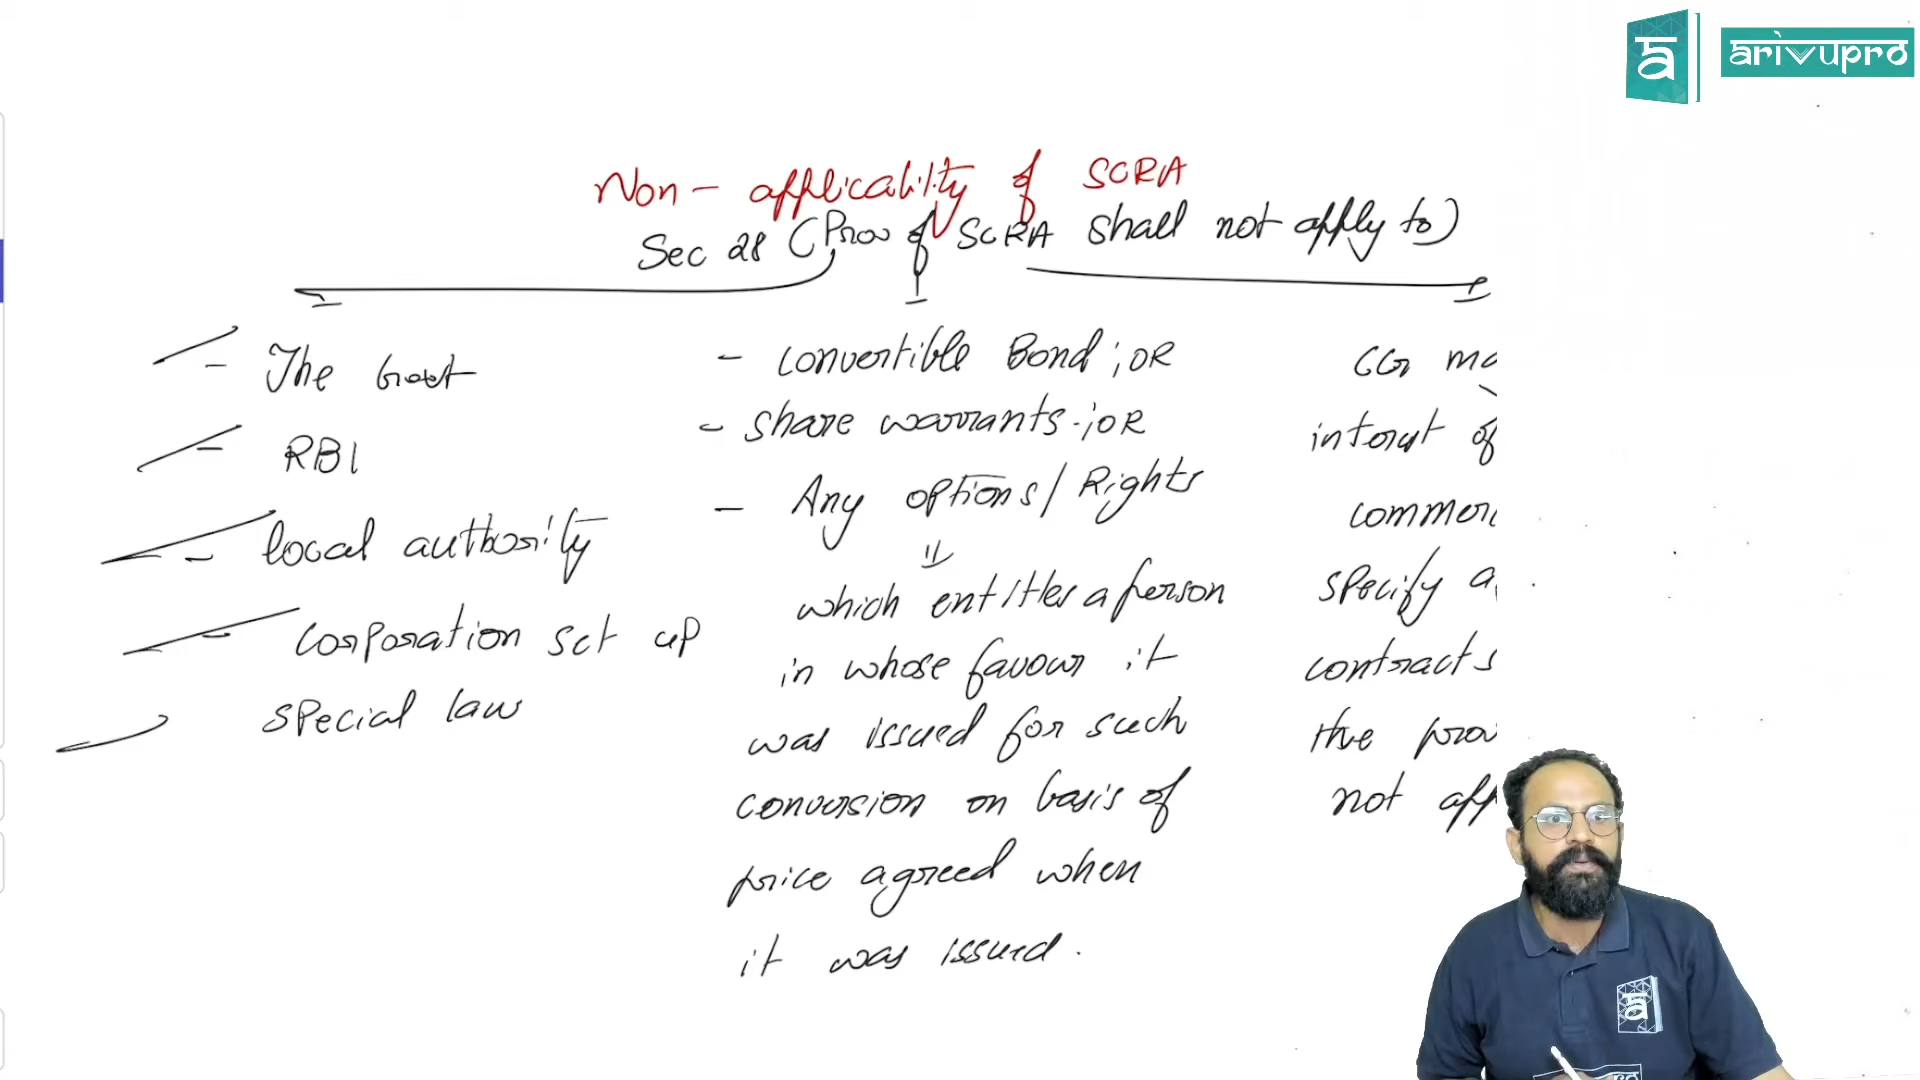 arivupro
Non - applicability of SCRA
Sec 28 (Prov of SCRA shall not apply to)
- The Govt
- RBI
- local authority
- corporation set up
special law
- convertible Bond ; OR
- share warrants ; OR
- Any options / Rights
which entitles a person
in whose favour it
was issued for such
conversion on basis of
price agreed when
it was issued.
CG
interest of
specify
contracts
the
not